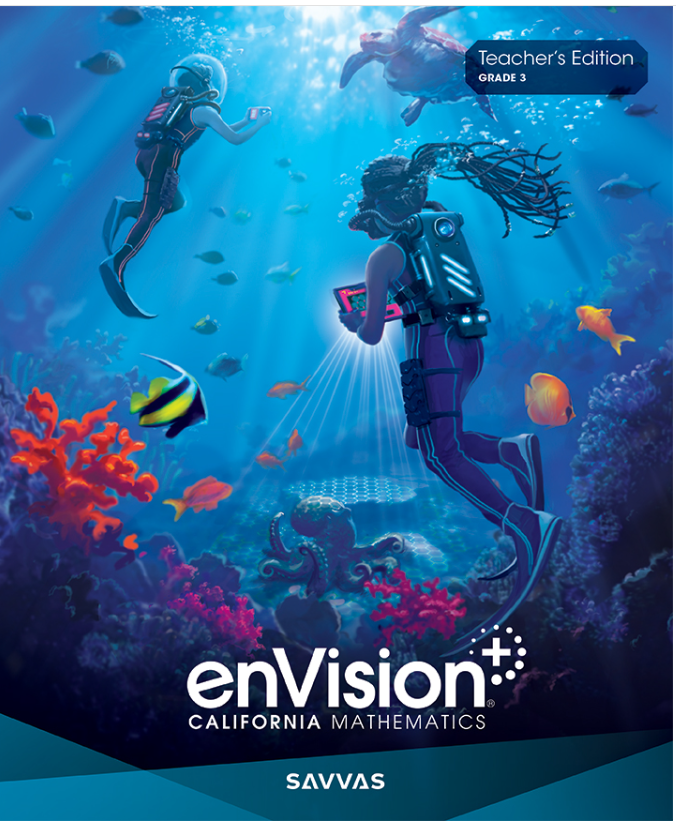 Teacher's Edition
GRADE 3
enVision+®
CALIFORNIA MATHEMATICS
SAVVAS